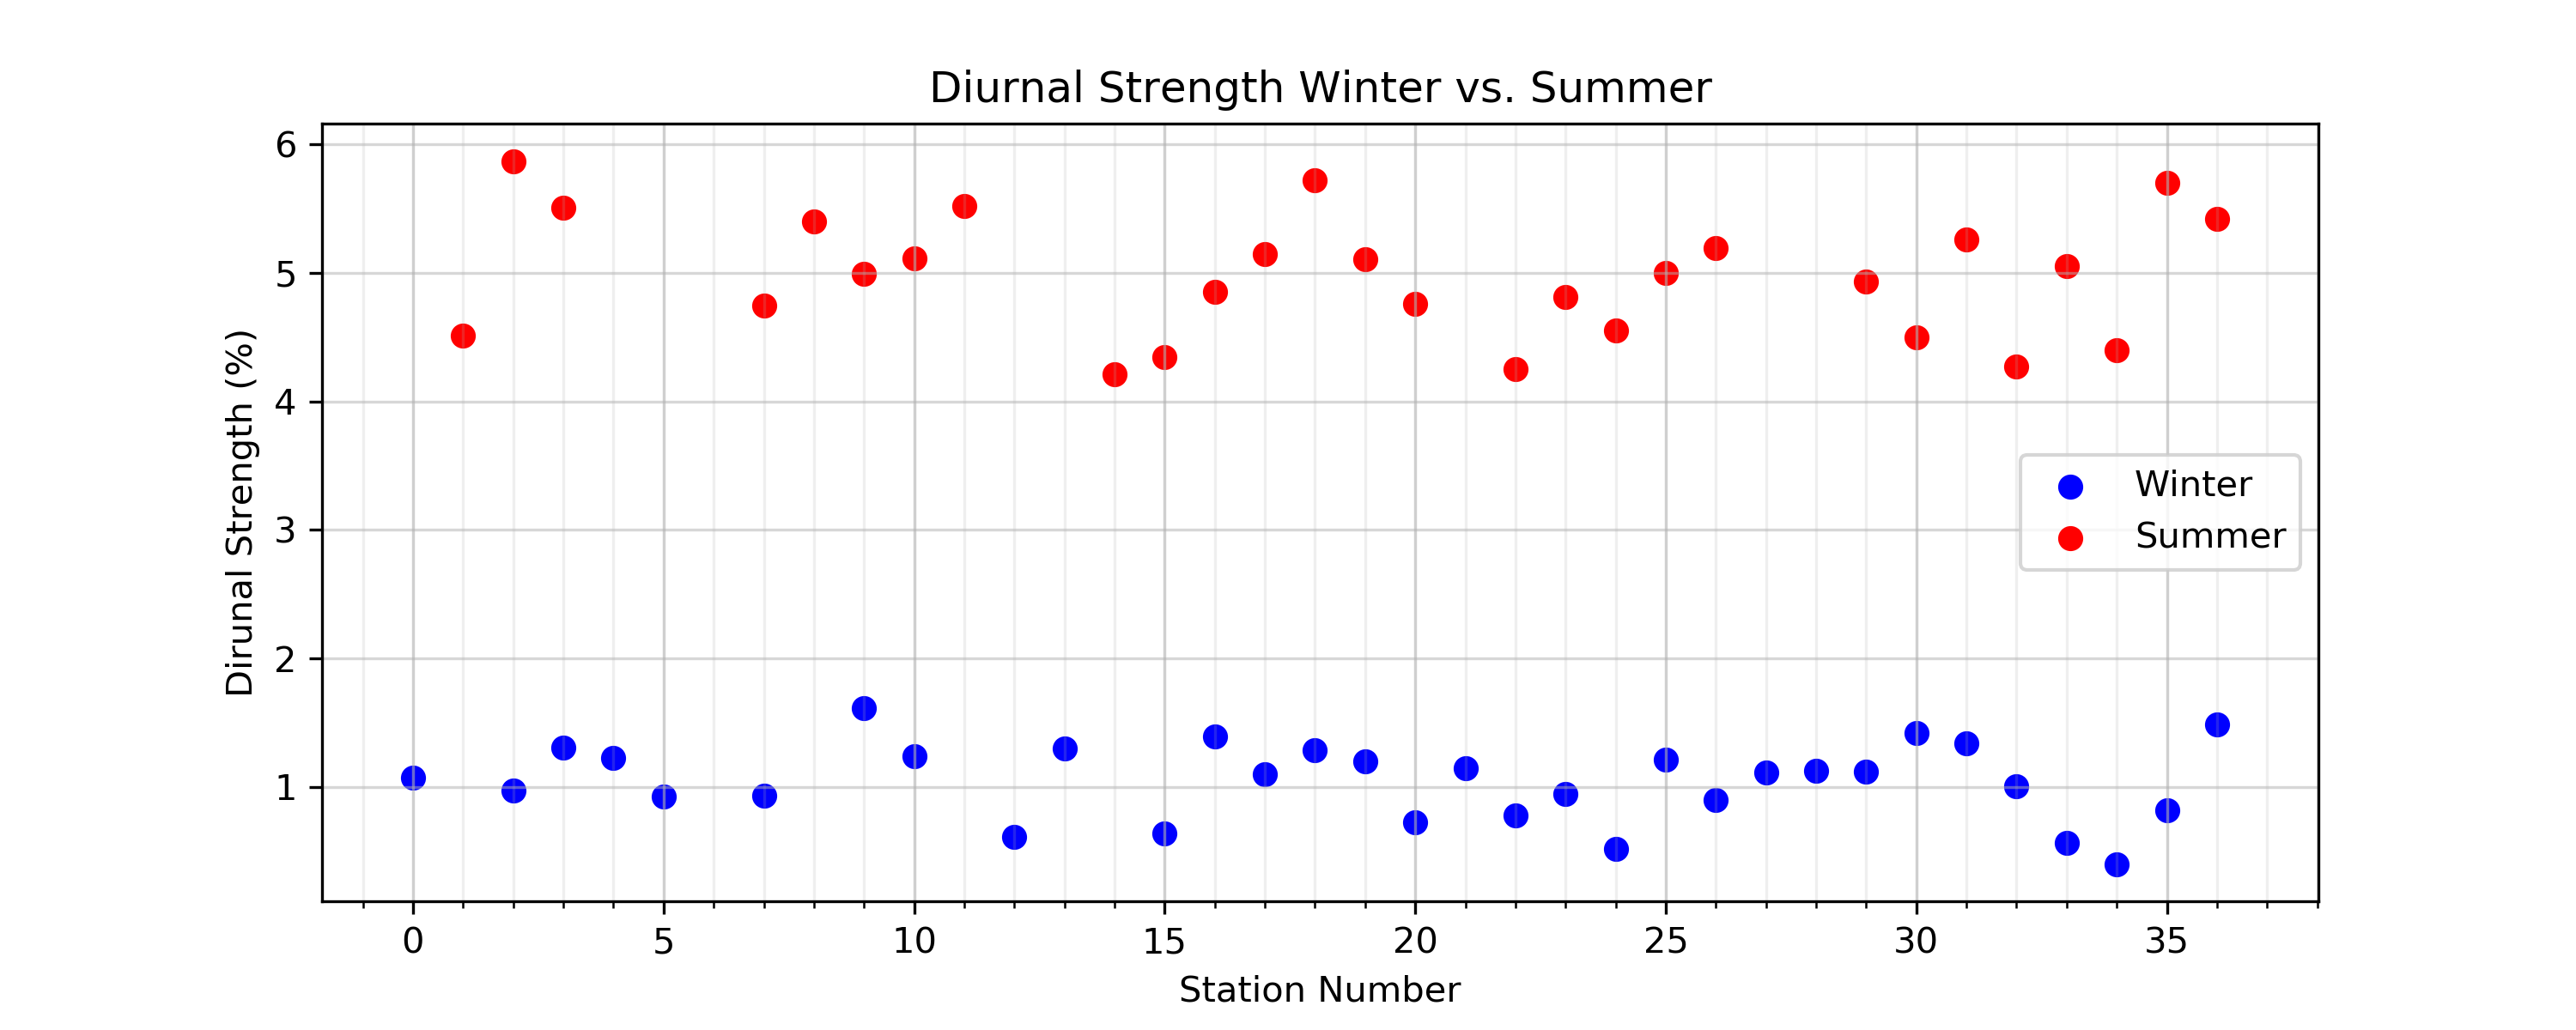 Diurnal Strength Winter vs. Summer
6
5
4
3
2
1
Dirunal Strength (%)
Winter
Summer
0 5 10 15 20 25 30 35
Station Number